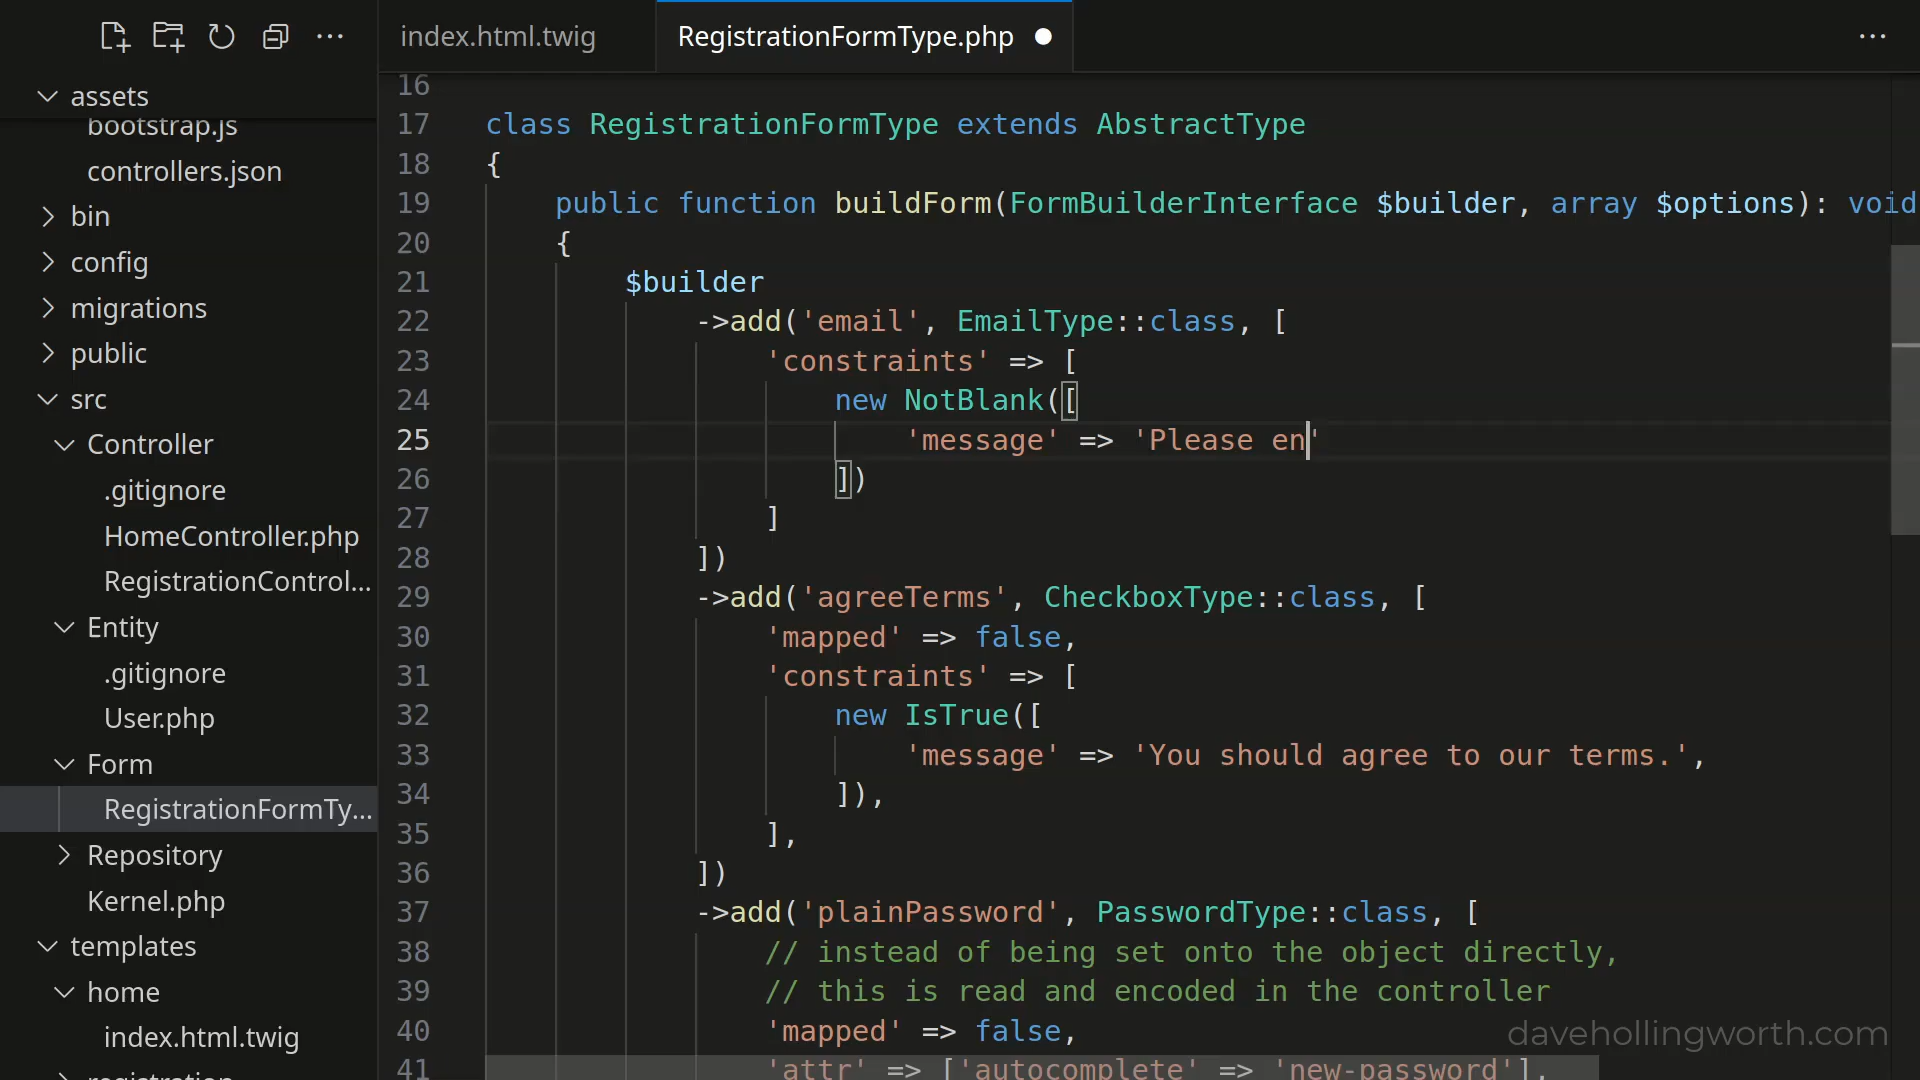 index.html.twig
RegistrationFormType.php
assets
bootstrap.js
controllers.json
bin
config
migrations
public
src
Controller
.gitignore
HomeController.php
RegistrationControl...
Entity
.gitignore
User.php
Form
RegistrationFormTy...
Repository
Kernel.php
templates
home
index.html.twig
registration
16
17 class RegistrationFormType extends AbstractType
18 {
19 public function buildForm(FormBuilderInterface $builder, array $options): void
20 {
21 $builder
22 ->add('email', EmailType::class, [
23 'constraints' => [
24 new NotBlank([
25 'message' => 'Please en'
26 ])
27 ]
28 ])
29 ->add('agreeTerms', CheckboxType::class, [
30 'mapped' => false,
31 'constraints' => [
32 new IsTrue([
33 'message' => 'You should agree to our terms.',
34 ]),
35 ],
36 ])
37 ->add('plainPassword', PasswordType::class, [
38 // instead of being set onto the object directly,
39 // this is read and encoded in the controller
40 'mapped' => false,
41 'attr' => ['autocomplete' => 'new-password'],
davehollingworth.com